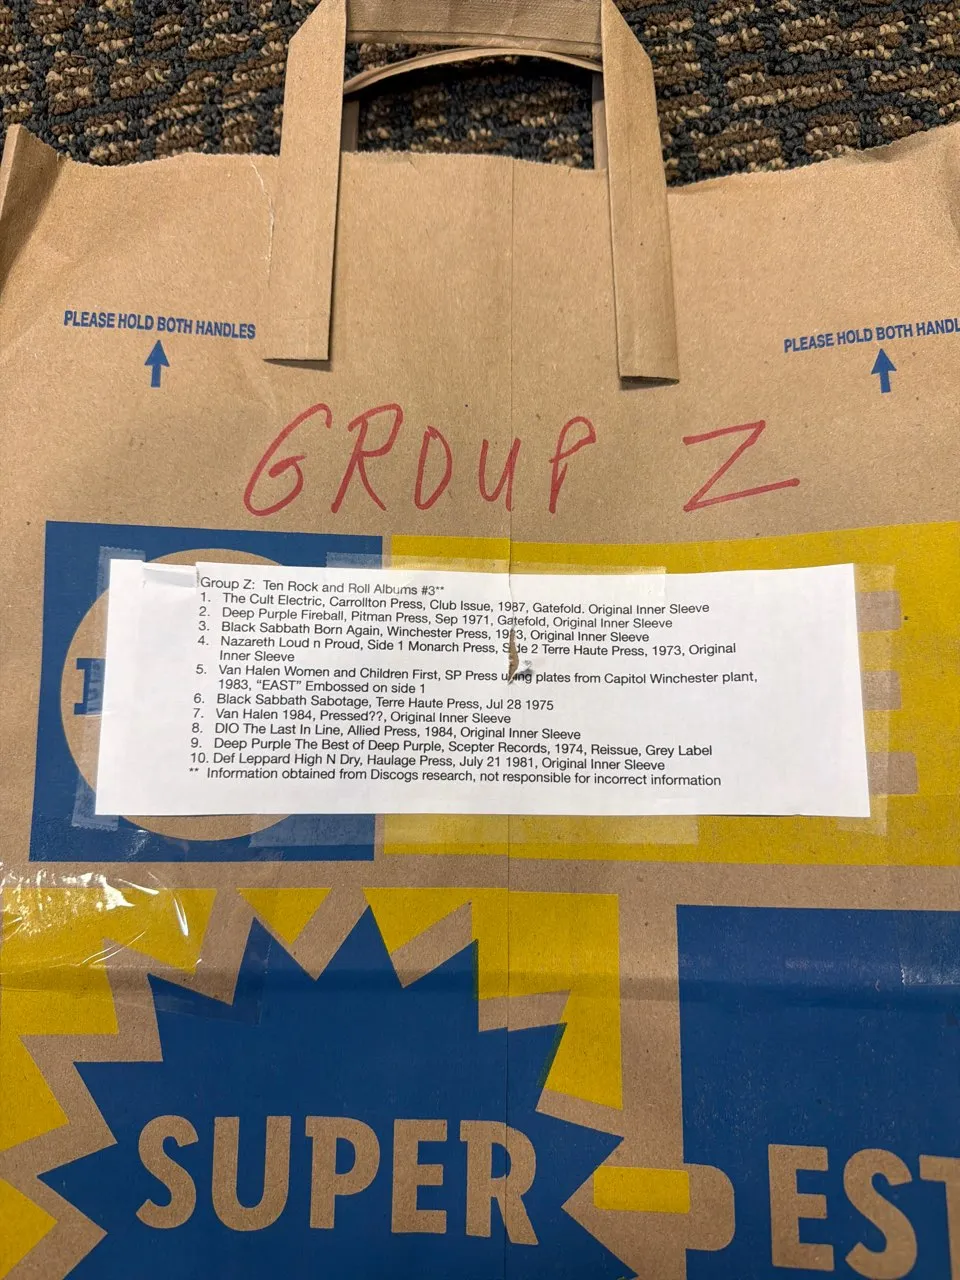 PLEASE HOLD BOTH HANDLES
PLEASE HOLD BOTH HANDL
GROUP Z
Group Z: Ten Rock and Roll Albums #3**
1. The Cult Electric, Carrollton Press, Club Issue, 1987, Gatefold. Original Inner Sleeve
2. Deep Purple Fireball, Pitman Press, Sep 1971, Gatefold, Original Inner Sleeve
3. Black Sabbath Born Again, Winchester Press, 1983, Original Inner Sleeve
4. Nazareth Loud n Proud, Side 1 Monarch Press, Side 2 Terre Haute Press, 1973, Original
Inner Sleeve
5. Van Halen Women and Children First, SP Press using plates from Capitol Winchester plant,
1983, “EAST” Embossed on side 1
6. Black Sabbath Sabotage, Terre Haute Press, Jul 28 1975
7. Van Halen 1984, Pressed??, Original Inner Sleeve
8. DIO The Last In Line, Allied Press, 1984, Original Inner Sleeve
9. Deep Purple The Best of Deep Purple, Scepter Records, 1974, Reissue, Grey Label
10. Def Leppard High N Dry, Haulage Press, July 21 1981, Original Inner Sleeve
** Information obtained from Discogs research, not responsible for incorrect information
SUPER
EST